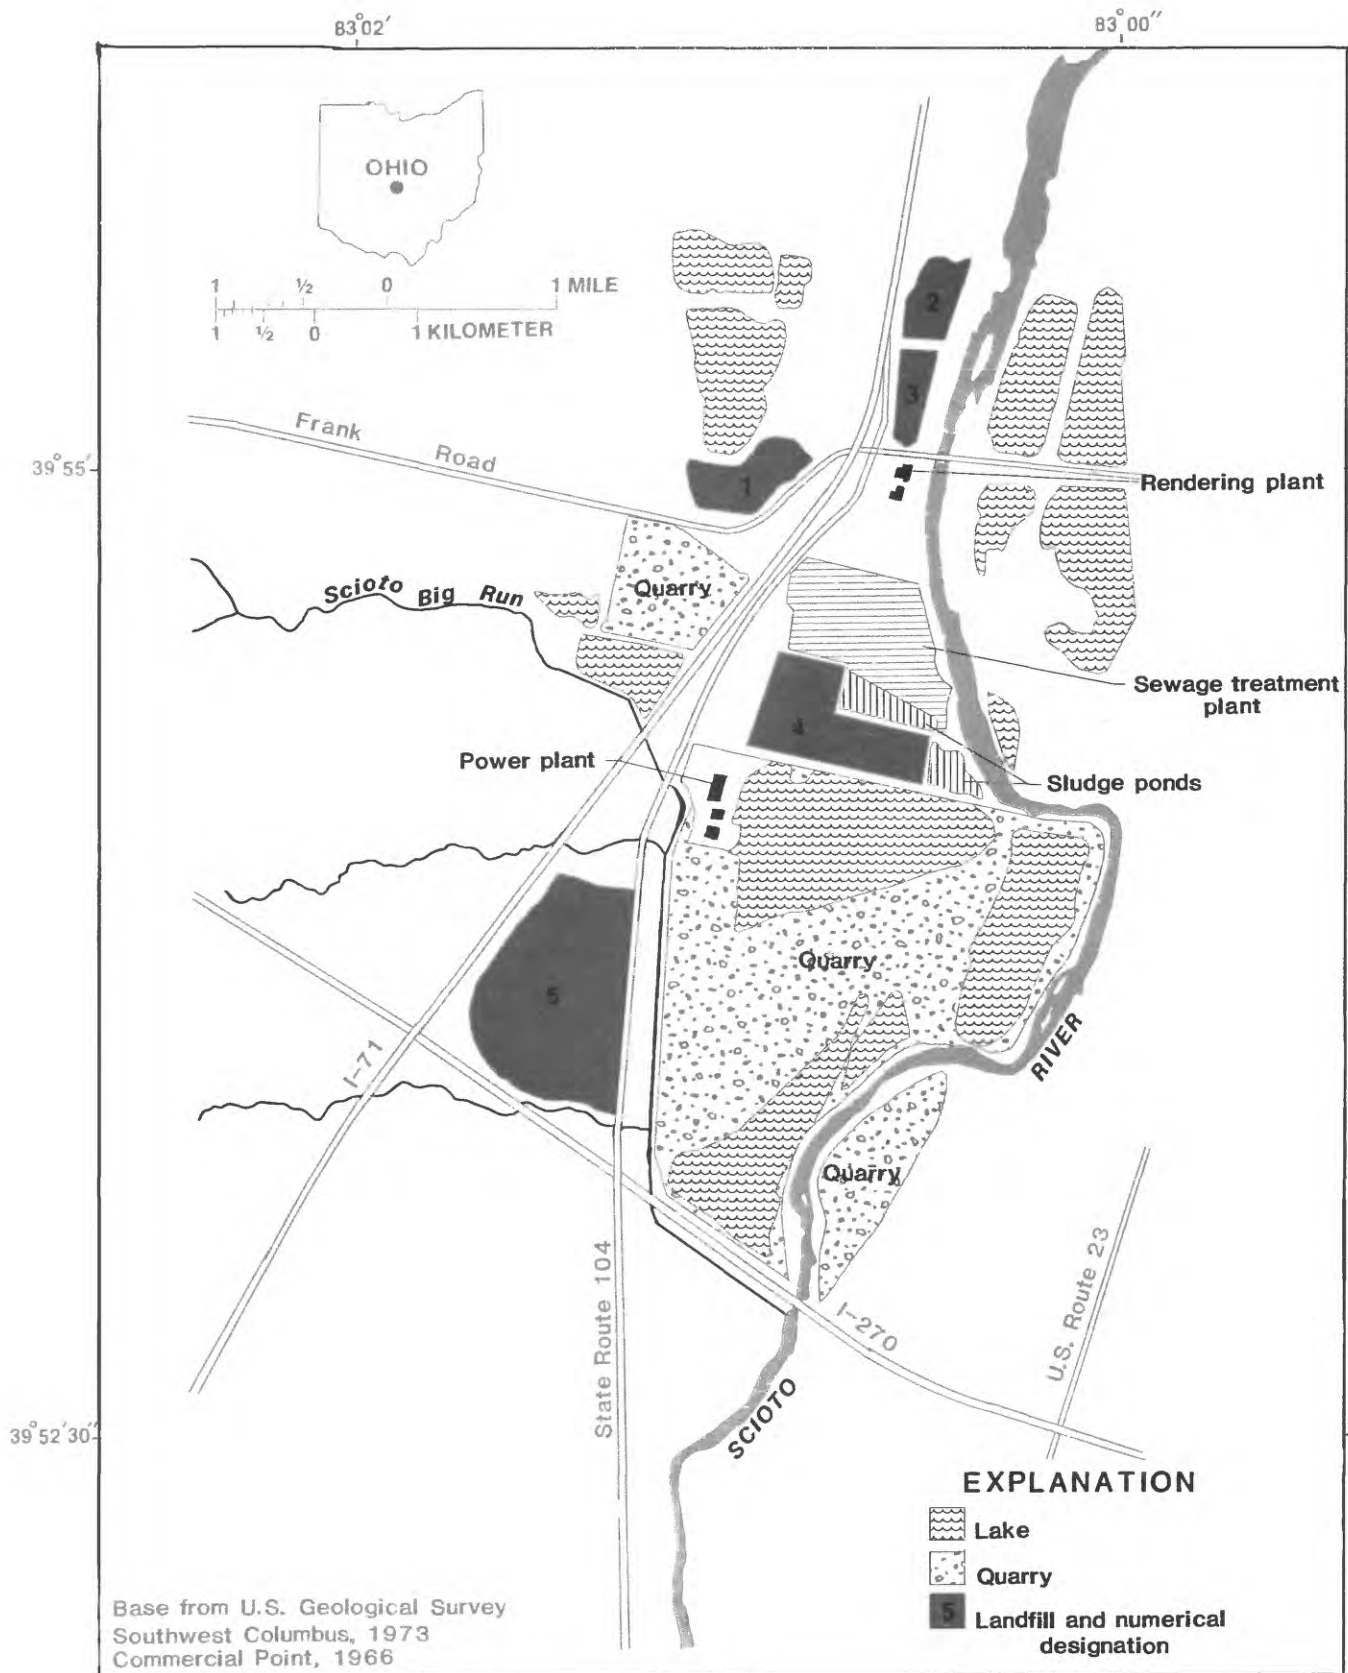 83°02'
83°00"
OHIO
1 ½ 0 1 MILE
1 ½ 0 1 KILOMETER
2
3
Frank Road
39°55'
1
Rendering plant
Quarry
Scioto Big Run
Sewage treatment
plant
4
Power plant
Sludge ponds
Quarry
5
I-71
RIVER
Quarry
State Route 104
I-270
U.S. Route 23
SCIOTO
39°52'30"
EXPLANATION
Lake
Quarry
5 Landfill and numerical
designation
Base from U.S. Geological Survey
Southwest Columbus, 1973
Commercial Point, 1966